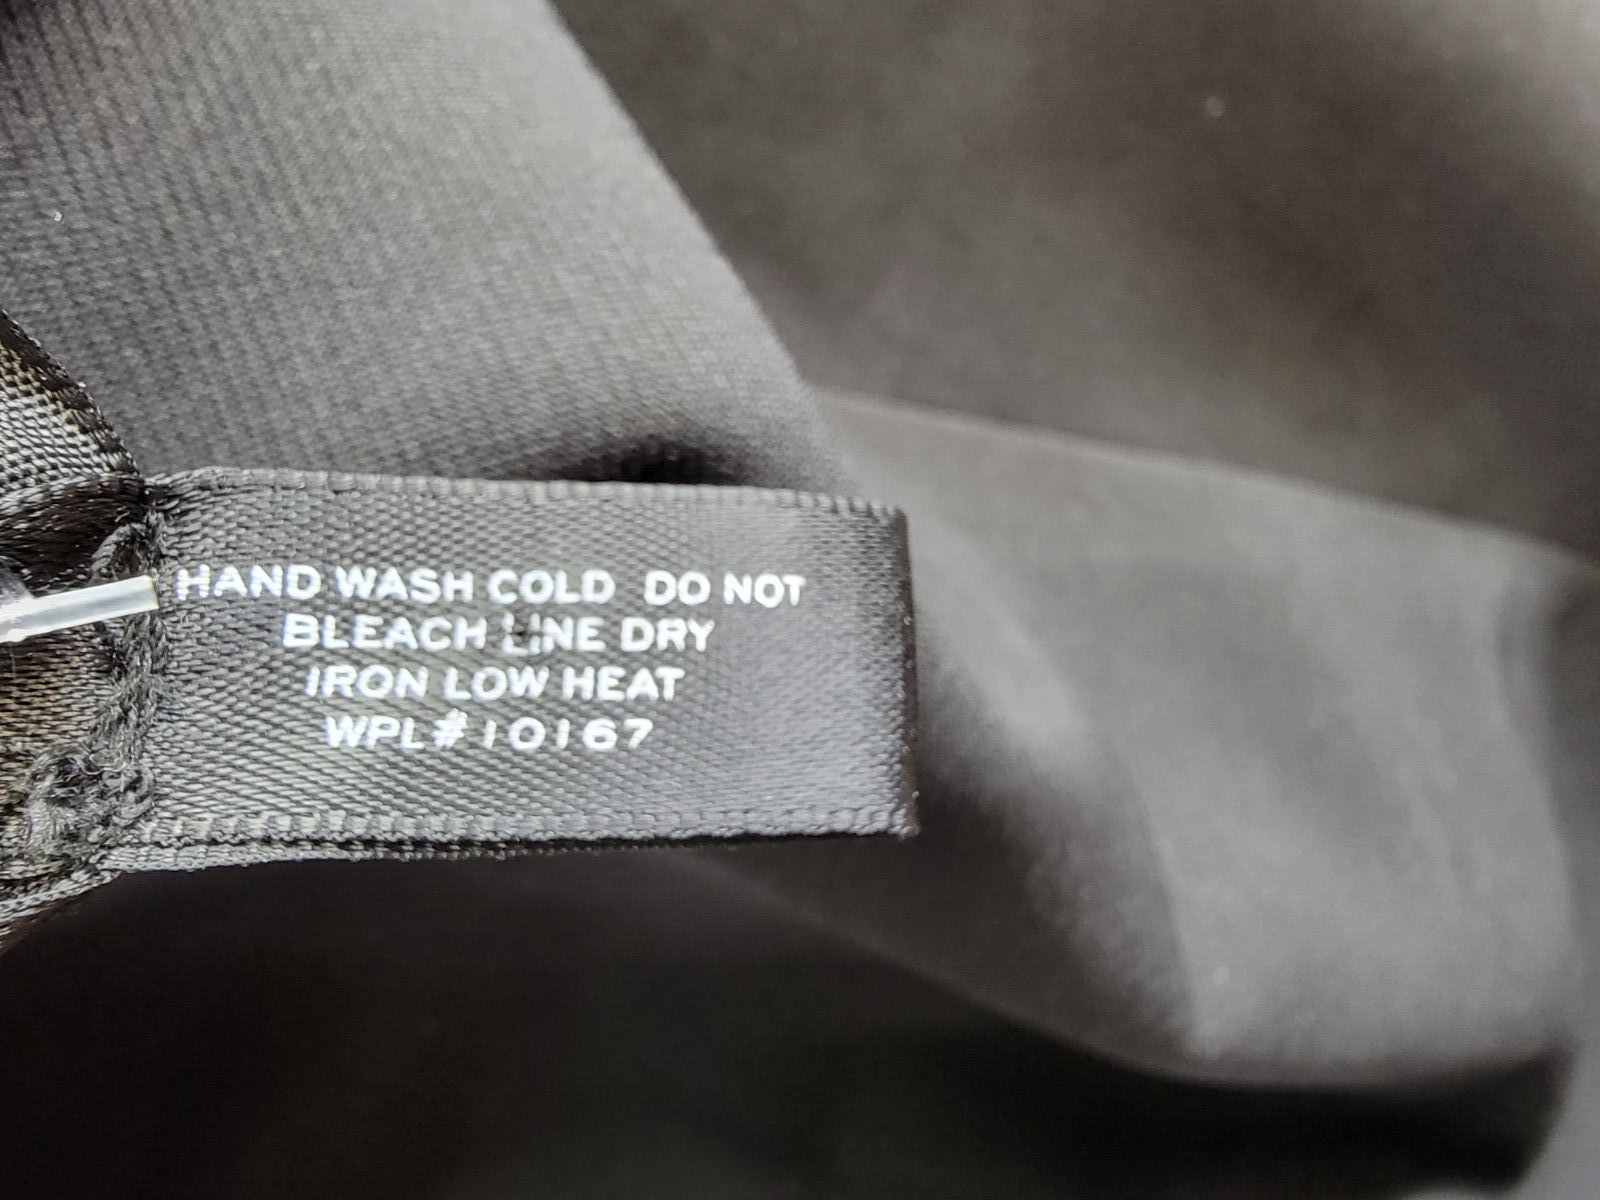 HAND WASH COLD DO NOT
BLEACH LINE DRY
IRON LOW HEAT
WPL#10167